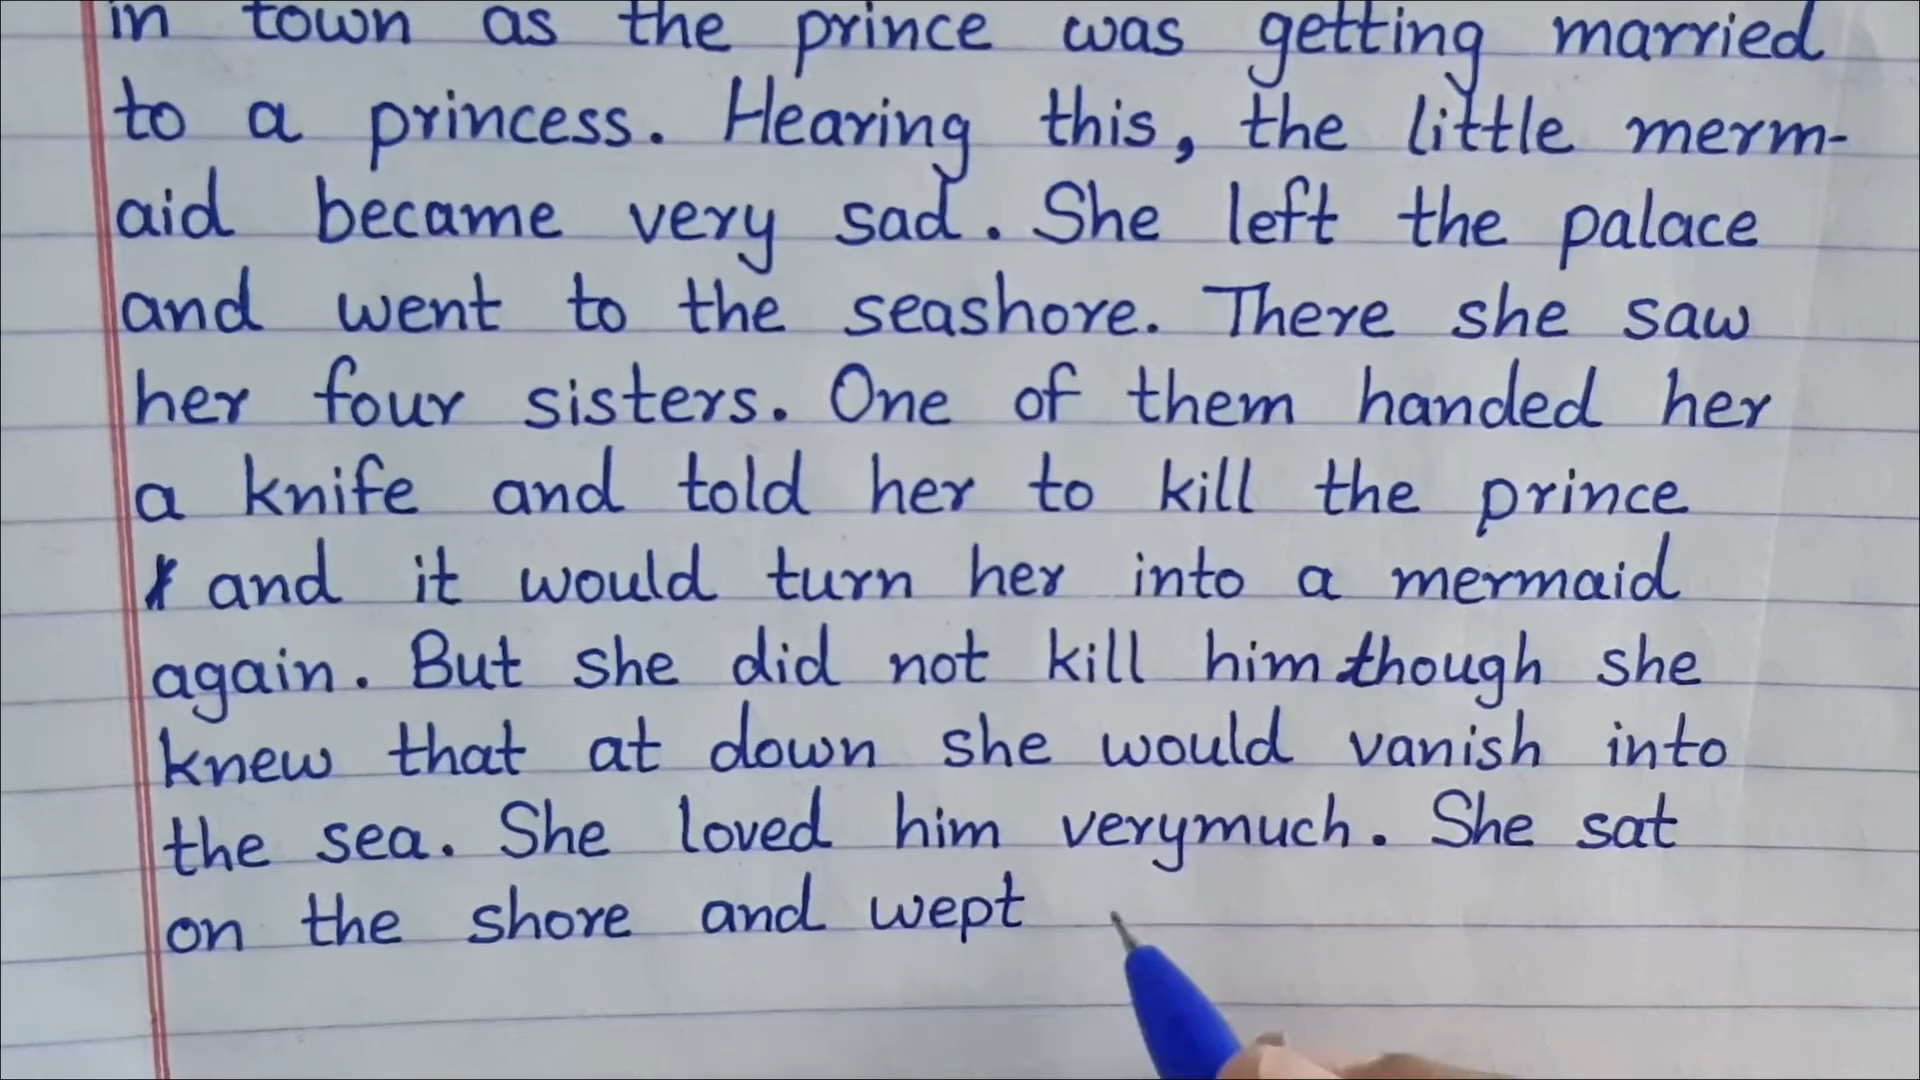 in town as the prince was getting married
to a princess. Hearing this, the little merm-
aid became very sad. She left the palace
and went to the seashore. There she saw
her four sisters. One of them handed her
a knife and told her to kill the prince
and it would turn her into a mermaid
again. But she did not kill him though she
knew that at down she would vanish into
the sea. She loved him verymuch. She sat
on the shore and wept